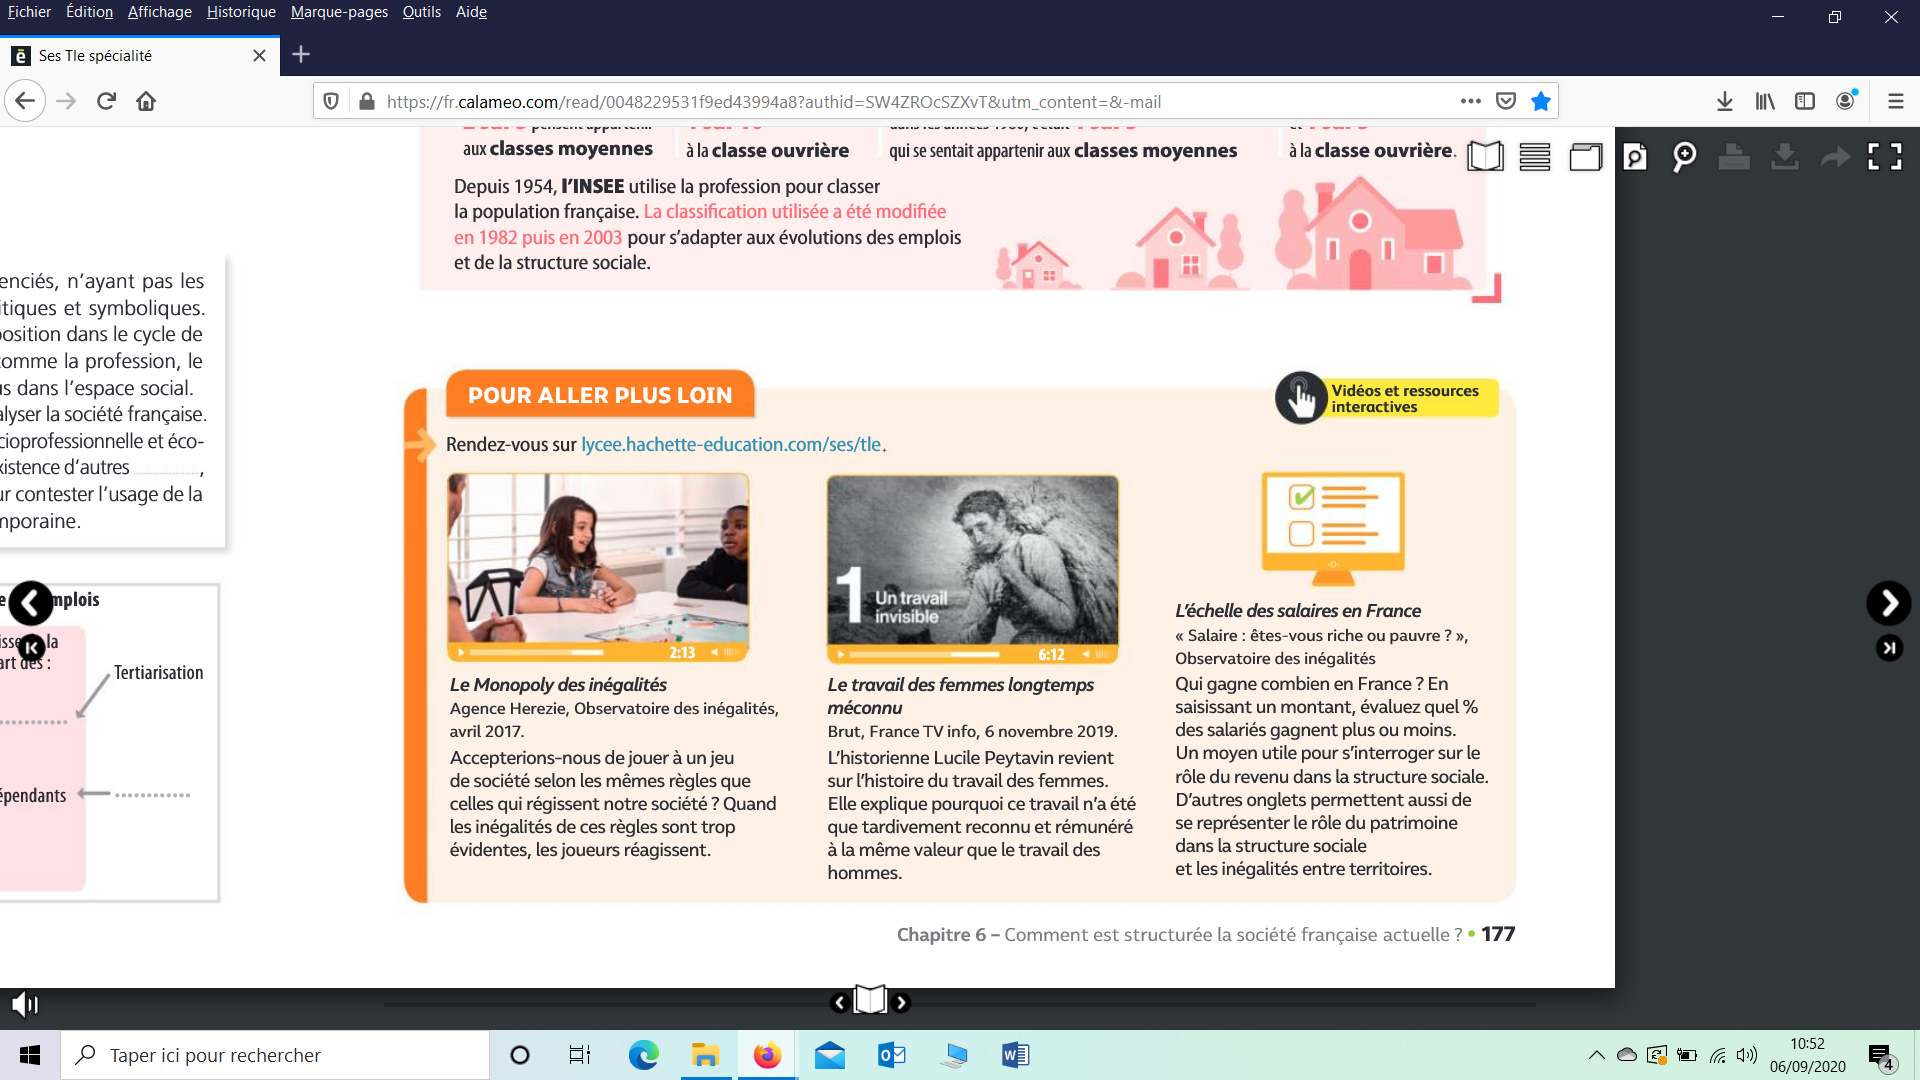 Fichier Édition Affichage Historique Marque-pages Outils Aide
Ses Tle spécialité
https://fr.calameo.com/read/0048229531f9ed43994a8?authid=SW4ZROcSZXvT&utm_content=&-mail
aux classes moyennes
à la classe ouvrière
qui se sentait appartenir aux classes moyennes
à la classe ouvrière.
Depuis 1954, l'INSEE utilise la profession pour classer
la population française. La classification utilisée a été modifiée
en 1982 puis en 2003 pour s'adapter aux évolutions des emplois
et de la structure sociale.
enciés, n'ayant pas les
itiques et symboliques.
position dans le cycle de
comme la profession, le
us dans l'espace social.
alyser la société française.
cioprofessionnelle et éco-
xistence d'autres ............,
ur contester l'usage de la
mporaine.
mplois
la
art des :
Tertiarisation
épendants
POUR ALLER PLUS LOIN
Vidéos et ressources
interactives
Rendez-vous sur lycee.hachette-education.com/ses/tle.
2:13
Le Monopoly des inégalités
Agence Herezie, Observatoire des inégalités,
avril 2017.
Accepterions-nous de jouer à un jeu
de société selon les mêmes règles que
celles qui régissent notre société ? Quand
les inégalités de ces règles sont trop
évidentes, les joueurs réagissent.
1 Un travail
invisible
6:12
Le travail des femmes longtemps
méconnu
Brut, France TV info, 6 novembre 2019.
L'historienne Lucile Peytavin revient
sur l'histoire du travail des femmes.
Elle explique pourquoi ce travail n'a été
que tardivement reconnu et rémunéré
à la même valeur que le travail des
hommes.
L'échelle des salaires en France
« Salaire : êtes-vous riche ou pauvre ? »,
Observatoire des inégalités
Qui gagne combien en France ? En
saisissant un montant, évaluez quel %
des salariés gagnent plus ou moins.
Un moyen utile pour s'interroger sur le
rôle du revenu dans la structure sociale.
D'autres onglets permettent aussi de
se représenter le rôle du patrimoine
dans la structure sociale
et les inégalités entre territoires.
Chapitre 6 – Comment est structurée la société française actuelle ? • 177
Taper ici pour rechercher
10:52
06/09/2020
4